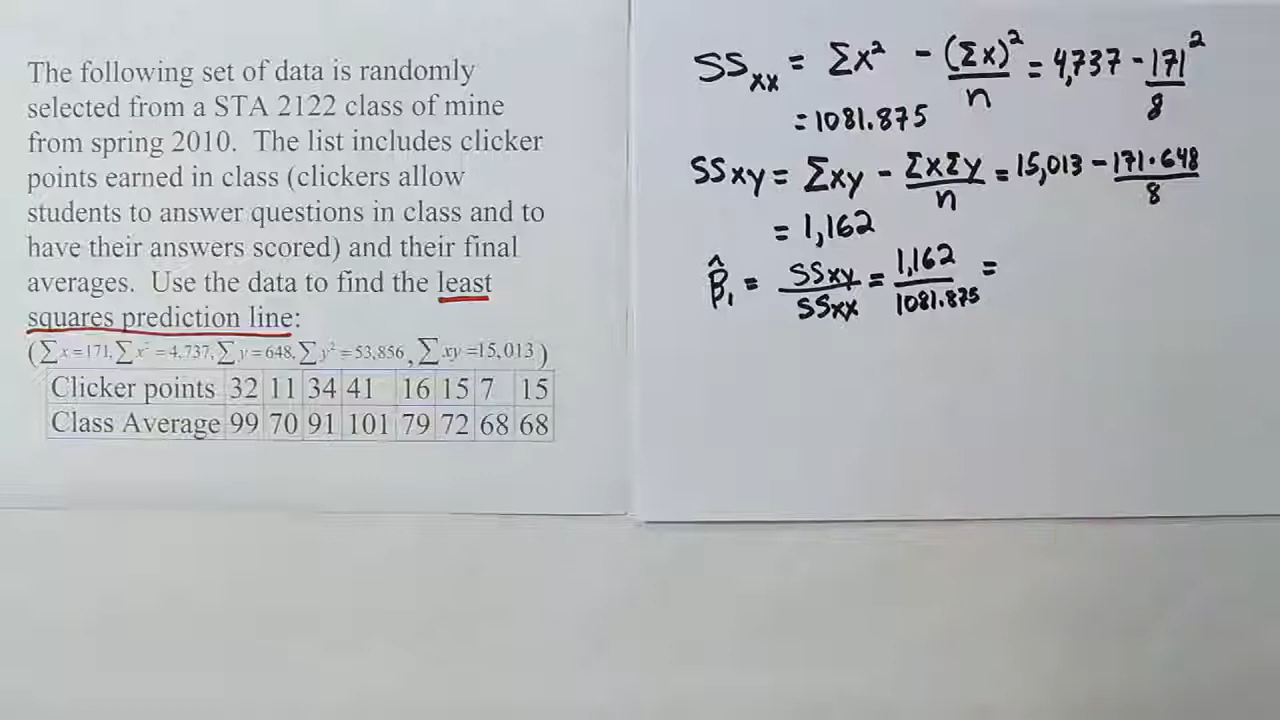 The following set of data is randomly
selected from a STA 2122 class of mine
from spring 2010. The list includes clicker
points earned in class (clickers allow
students to answer questions in class and to
have their answers scored) and their final
averages. Use the data to find the least
squares prediction line:
(∑x=171, ∑x²=4,737, ∑y=648, ∑y²=53,856, ∑xy=15,013)
Clicker points 32 11 34 41 16 15 7 15
Class Average 99 70 91 101 79 72 68 68
SSxx = Σx² - (Σx)²/n = 4,737 - 171²/8
= 1081.875
SSxy = Σxy - ΣxΣy/n = 15,013 - 171·648/8
= 1,162
β̂₁ = SSxy/SSxx = 1,162/1081.875 =